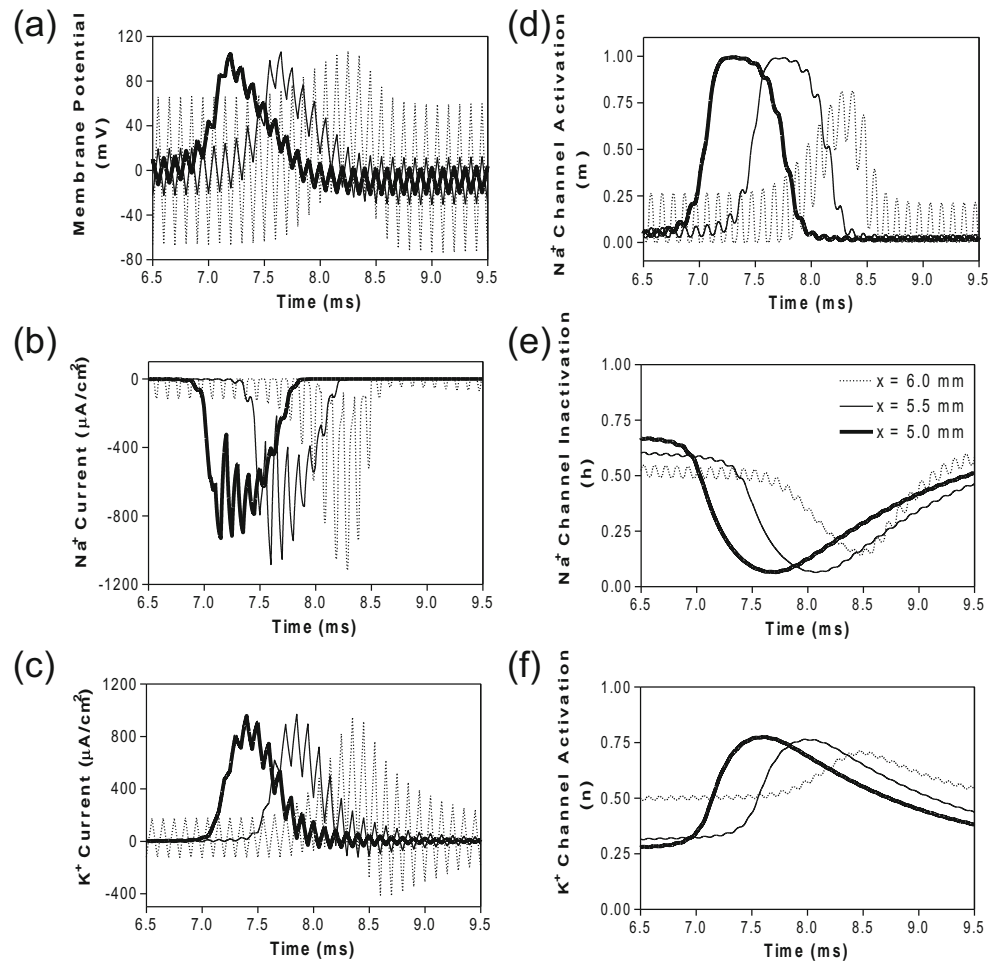 (a)
Membrane Potential
(mV)
120
80
40
0
-40
-80
6.5 7.0 7.5 8.0 8.5 9.0 9.5
Time (ms)
(b)
Na+ Current (µA/cm²)
0
-400
-800
-1200
6.5 7.0 7.5 8.0 8.5 9.0 9.5
Time (ms)
(c)
K+ Current (µA/cm²)
1200
800
400
0
-400
6.5 7.0 7.5 8.0 8.5 9.0 9.5
Time (ms)
(d)
Na+ Channel Activation
(m)
1.00
0.75
0.50
0.25
0.00
6.5 7.0 7.5 8.0 8.5 9.0 9.5
Time (ms)
(e)
Na+ Channel Inactivation
(h)
1.00
0.75
0.50
0.25
0.00
x = 6.0 mm
x = 5.5 mm
x = 5.0 mm
6.5 7.0 7.5 8.0 8.5 9.0 9.5
Time (ms)
(f)
K+ Channel Activation
(n)
1.00
0.75
0.50
0.25
0.00
6.5 7.0 7.5 8.0 8.5 9.0 9.5
Time (ms)